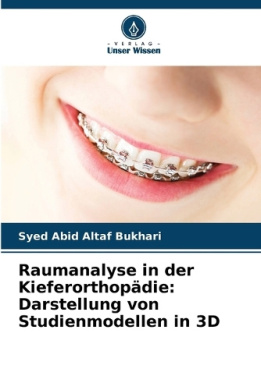 - VERLAG -
Unser Wissen
Syed Abid Altaf Bukhari
Raumanalyse in der
Kieferorthopädie:
Darstellung von
Studienmodellen in 3D